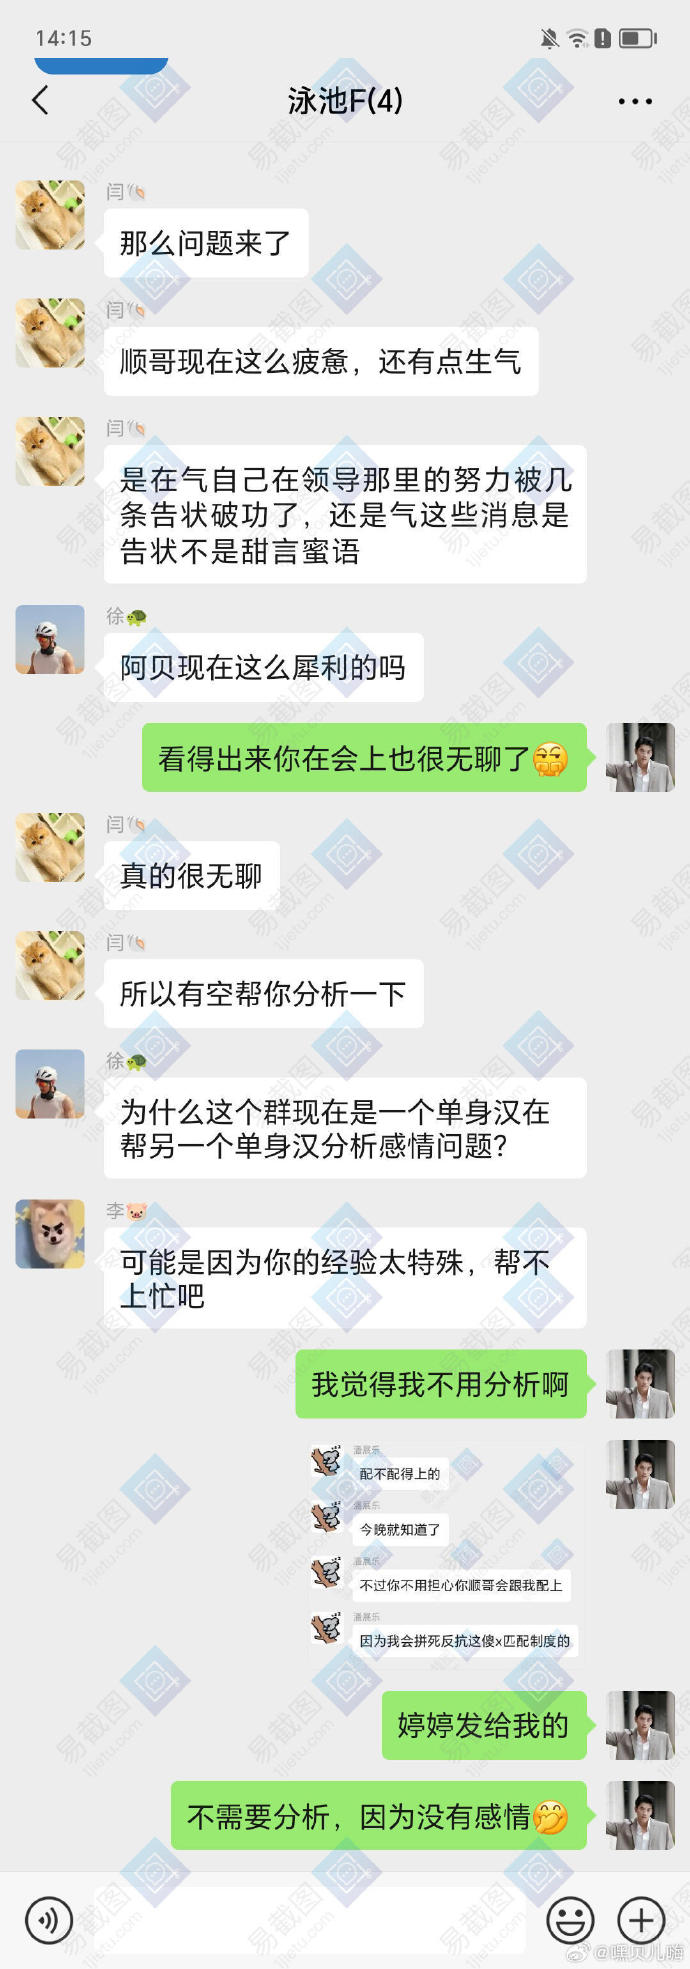 14:15
泳池F(4)
闫🐚
那么问题来了
闫🐚
顺哥现在这么疲惫，还有点生气
闫🐚
是在气自己在领导那里的努力被几
条告状破功了，还是气这些消息是
告状不是甜言蜜语
徐🐢
阿贝现在这么犀利的吗
看得出来你在会上也很无聊了
闫🐚
真的很无聊
闫🐚
所以有空帮你分析一下
徐🐢
为什么这个群现在是一个单身汉在
帮另一个单身汉分析感情问题？
李🐷
可能是因为你的经验太特殊，帮不
上忙吧
我觉得我不用分析啊
潘展乐
配不配得上的
潘展乐
今晚就知道了
潘展乐
不过你不用担心你顺哥会跟我配上
潘展乐
因为我会拼死反抗这傻x匹配制度的
婷婷发给我的
不需要分析，因为没有感情🤭
易截图
1jietu.com
@嘿贝儿嗨